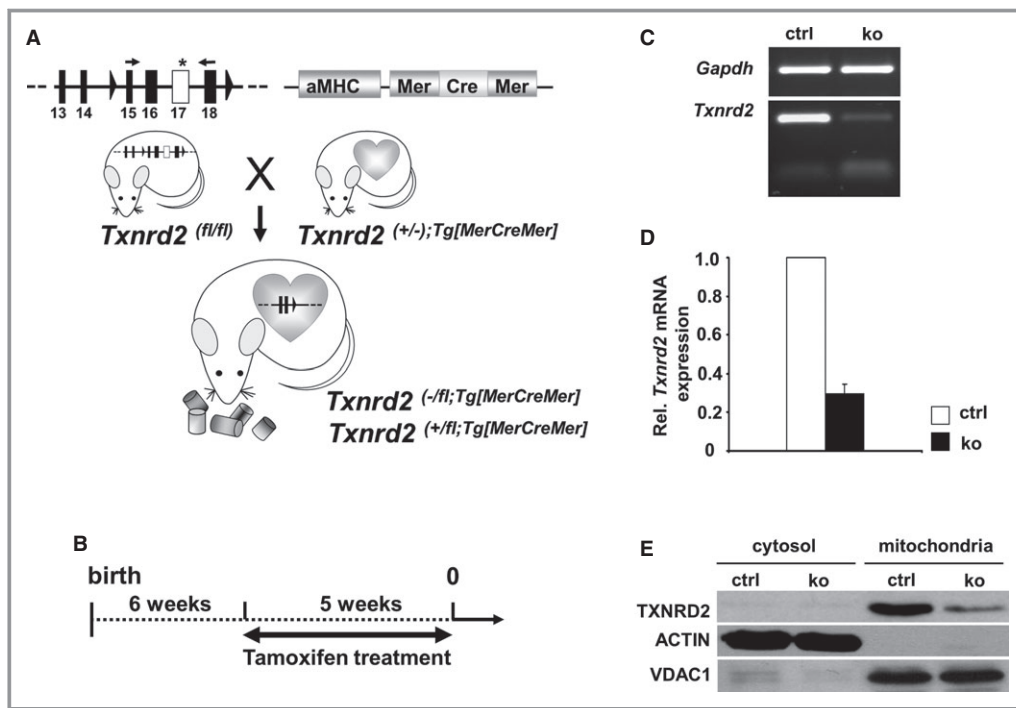 A
*
13 14 15 16 17 18
aMHC Mer Cre Mer
X
Txnrd2 (fl/fl)
Txnrd2 (+/-);Tg[MerCreMer]
Txnrd2 (-/fl;Tg[MerCreMer]
Txnrd2 (+/fl;Tg[MerCreMer]
B
birth
0
6 weeks
5 weeks
Tamoxifen treatment
C
ctrl ko
Gapdh
Txnrd2
D
Rel. Txnrd2 mRNA
expression
1.0
0.8
0.6
0.4
0.2
0
ctrl
ko
E
cytosol mitochondria
ctrl ko ctrl ko
TXNRD2
ACTIN
VDAC1